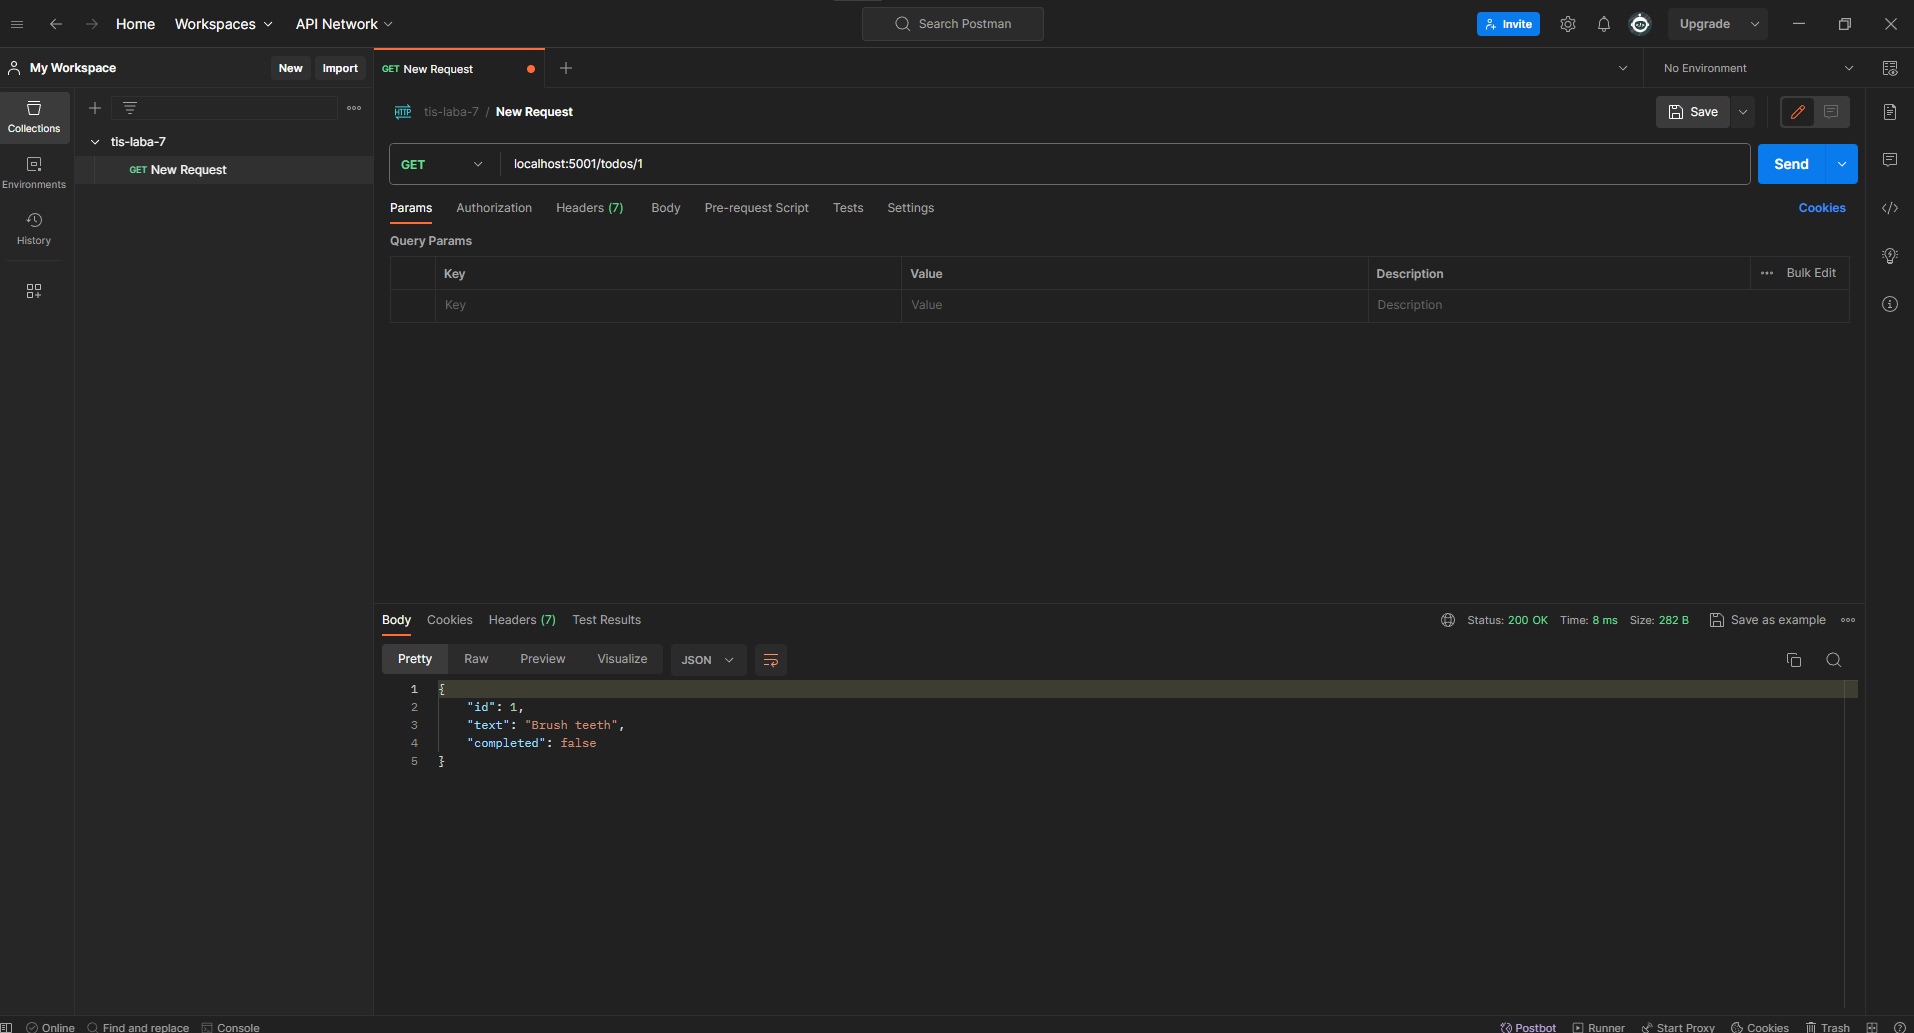 Home Workspaces API Network Search Postman Invite Upgrade
My Workspace New Import GET New Request No Environment
Collections
Environments
History
tis-laba-7
GET New Request
HTTP tis-laba-7 / New Request Save
GET localhost:5001/todos/1 Send
Params Authorization Headers (7) Body Pre-request Script Tests Settings Cookies
Query Params
Key Value Description Bulk Edit
Key Value Description
Body Cookies Headers (7) Test Results Status: 200 OK Time: 8 ms Size: 282 B Save as example
Pretty Raw Preview Visualize JSON
1 {
2 "id": 1,
3 "text": "Brush teeth",
4 "completed": false
5 }
Online Find and replace Console Postbot Runner Start Proxy Cookies Trash